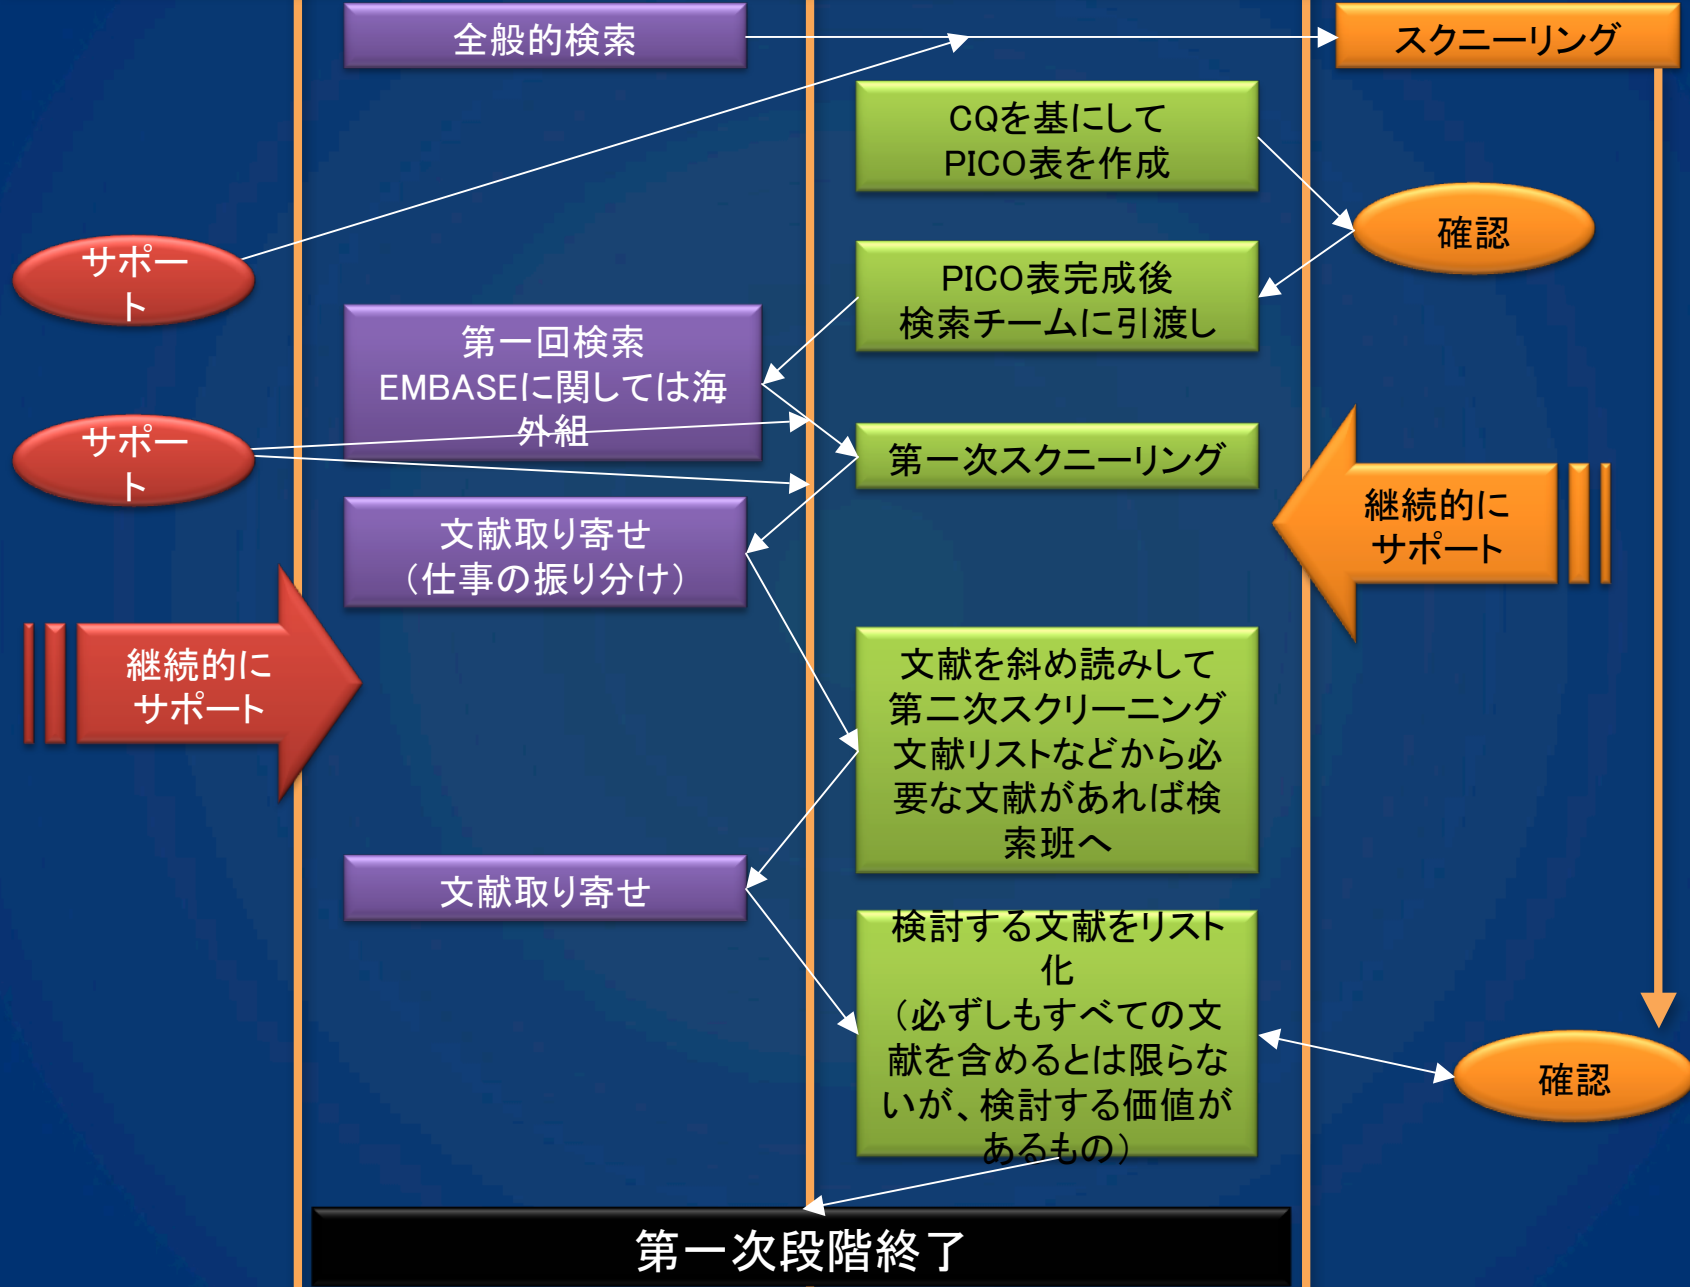 全般的検索
スクニーリング
CQを基にして
PICO表を作成
確認
サポー
ト
PICO表完成後
検索チームに引渡し
第一回検索
EMBASEに関しては海
外組
サポー
ト
第一次スクニーリング
継続的に
サポート
文献取り寄せ
（仕事の振り分け）
継続的に
サポート
文献を斜め読みして
第二次スクリーニング
文献リストなどから必
要な文献があれば検
索班へ
文献取り寄せ
検討する文献をリスト
化
（必ずしもすべての文
献を含めるとは限らな
いが、検討する価値が
あるもの）
確認
第一次段階終了